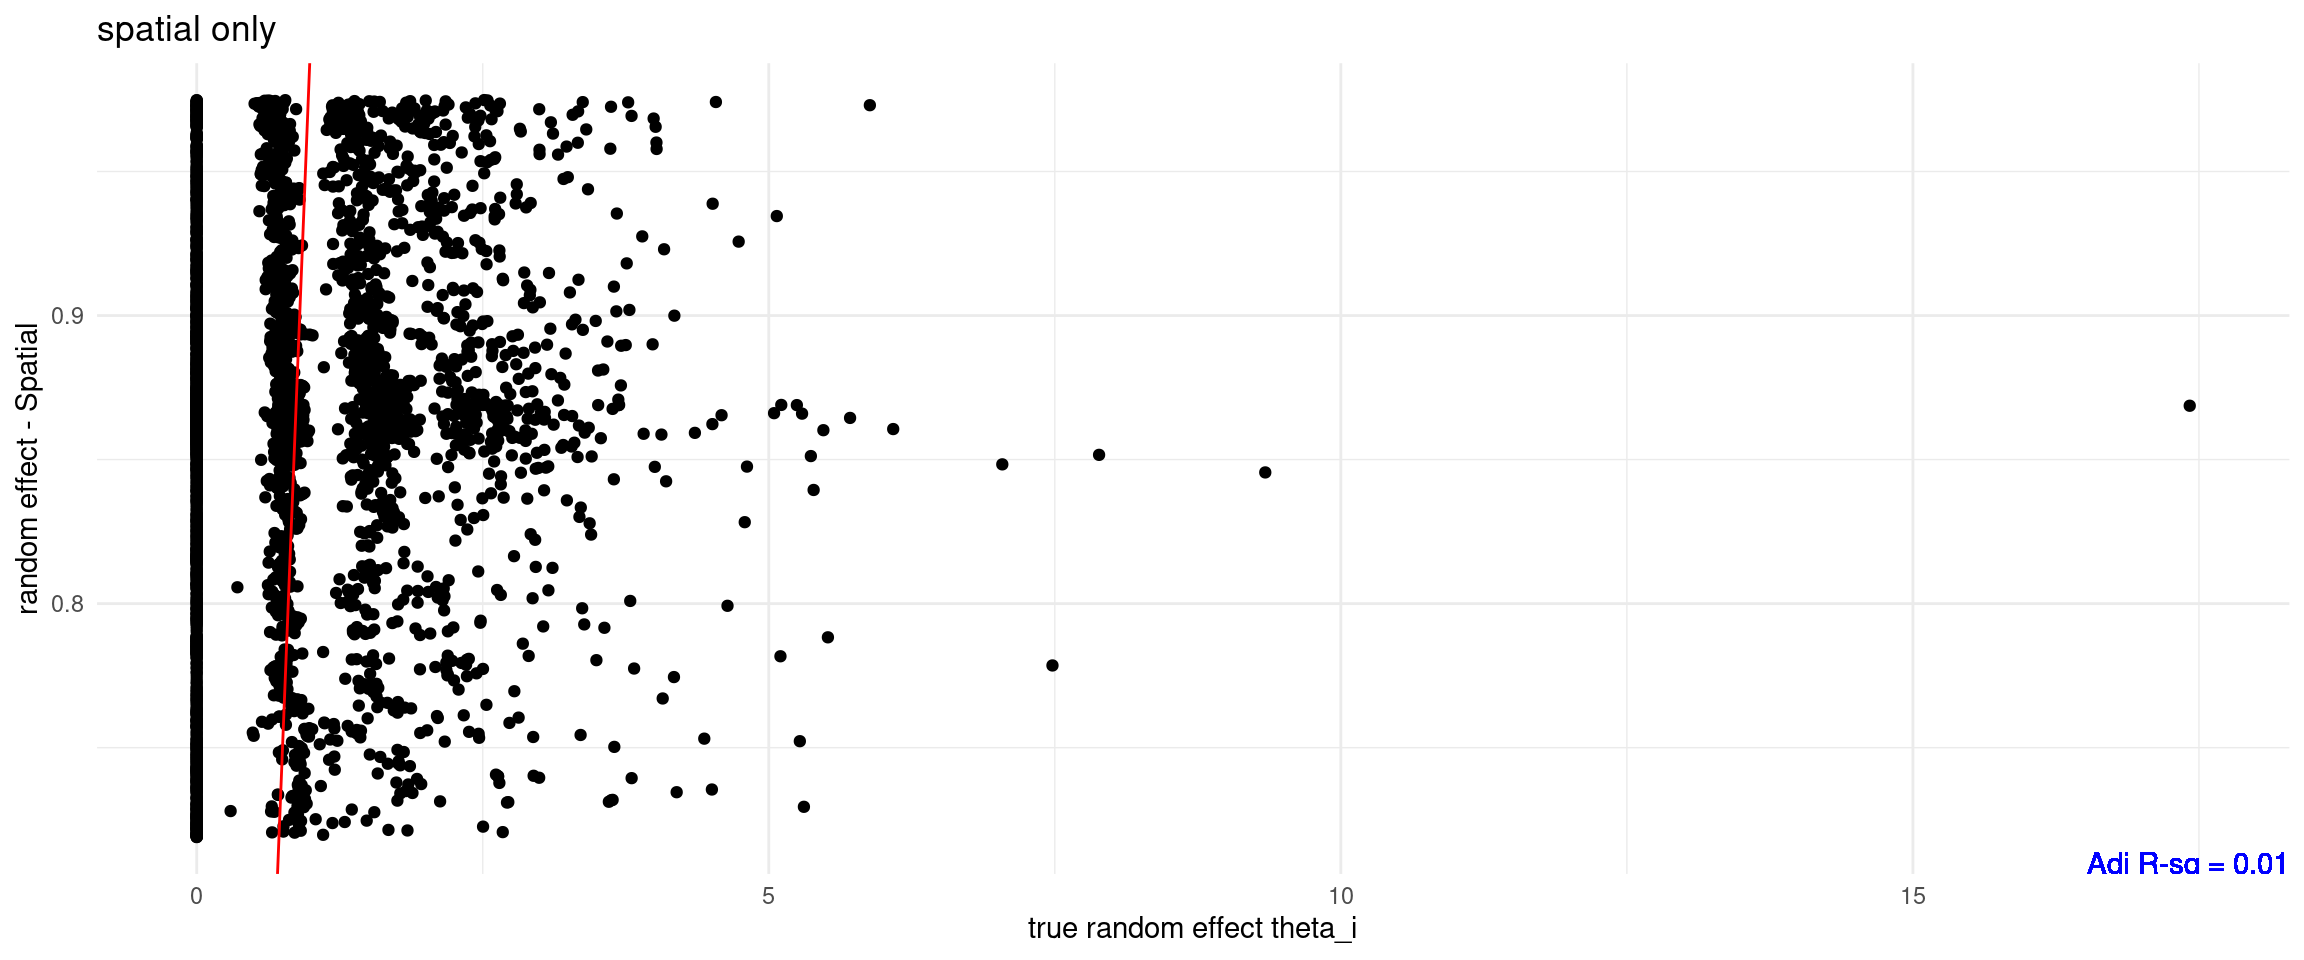 spatial only
random effect - Spatial
0.9
0.8
0
5
10
15
true random effect theta_i
Adj R-sq = 0.01